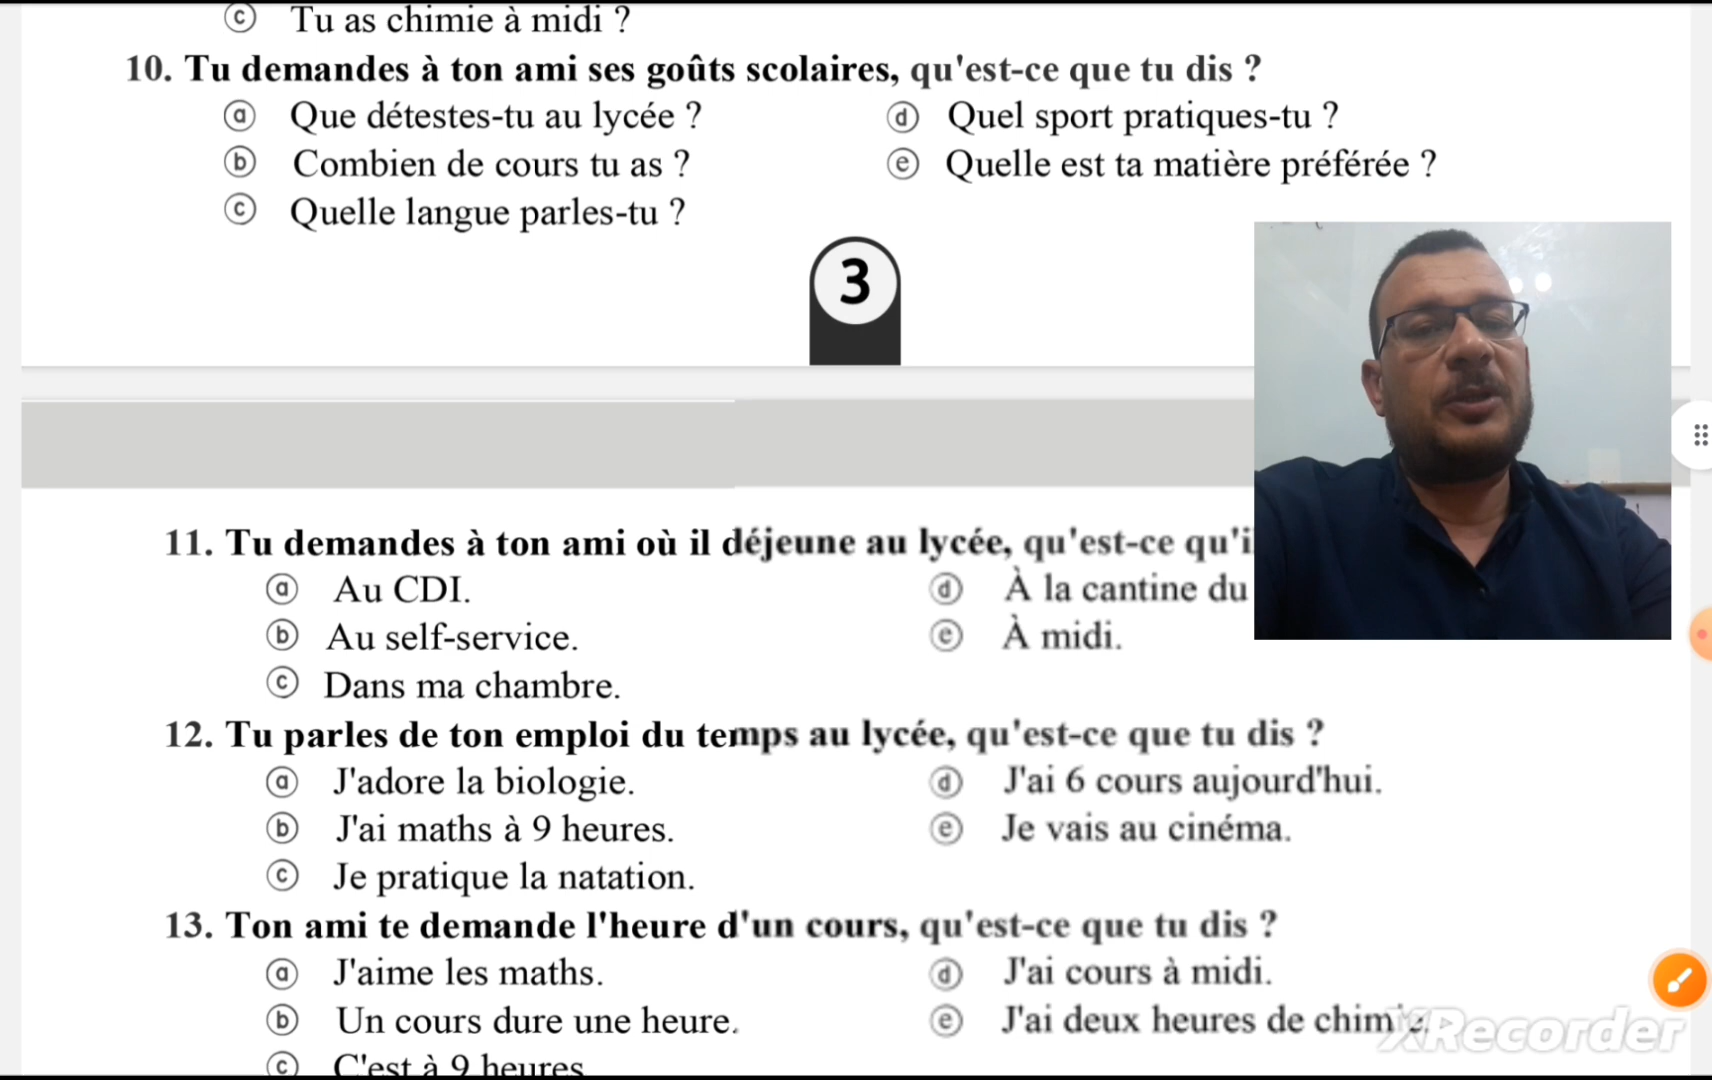 ⓒ Tu as chimie à midi ?
10. Tu demandes à ton ami ses goûts scolaires, qu'est-ce que tu dis ?
ⓐ Que détestes-tu au lycée ? ⓓ Quel sport pratiques-tu ?
ⓑ Combien de cours tu as ? ⓔ Quelle est ta matière préférée ?
ⓒ Quelle langue parles-tu ?
3
11. Tu demandes à ton ami où il déjeune au lycée, qu'est-ce qu'i
ⓐ Au CDI. ⓓ À la cantine du
ⓑ Au self-service. ⓔ À midi.
ⓒ Dans ma chambre.
12. Tu parles de ton emploi du temps au lycée, qu'est-ce que tu dis ?
ⓐ J'adore la biologie. ⓓ J'ai 6 cours aujourd'hui.
ⓑ J'ai maths à 9 heures. ⓔ Je vais au cinéma.
ⓒ Je pratique la natation.
13. Ton ami te demande l'heure d'un cours, qu'est-ce que tu dis ?
ⓐ J'aime les maths. ⓓ J'ai cours à midi.
ⓑ Un cours dure une heure. ⓔ J'ai deux heures de chimie.
XRecorder
ⓒ C'est à 9 heures